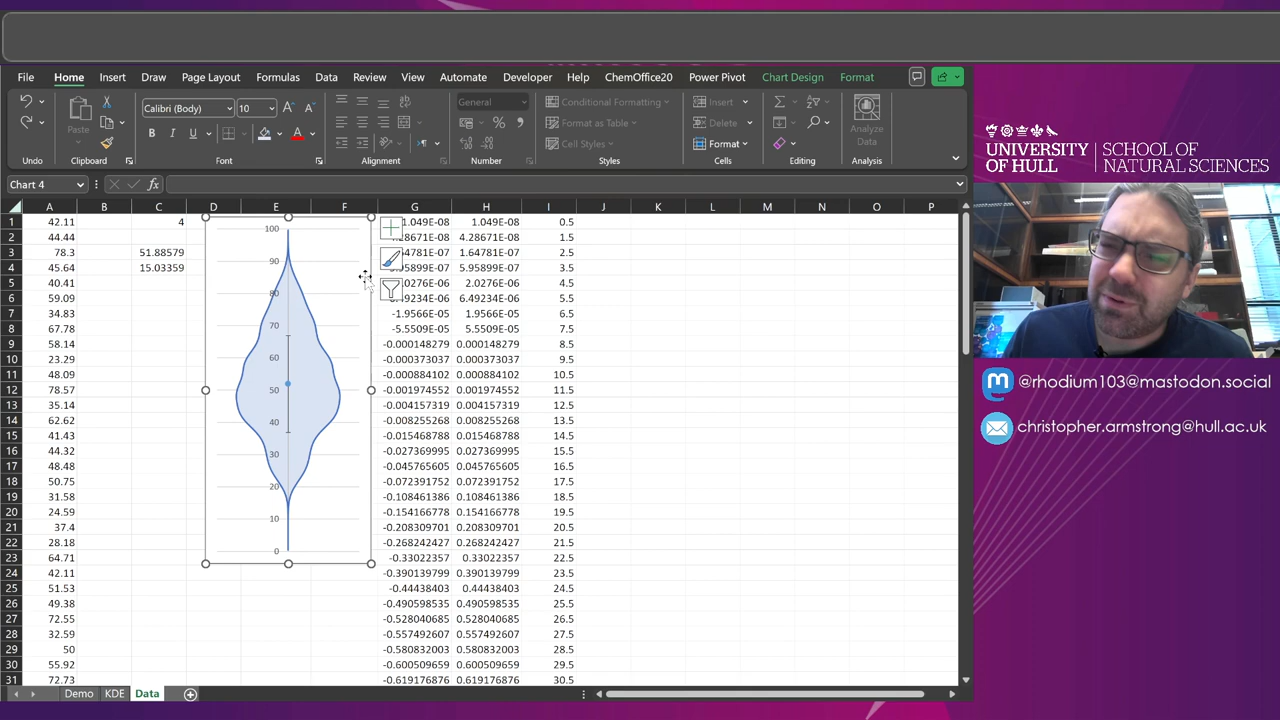 File Home Insert Draw Page Layout Formulas Data Review View Automate Developer Help ChemOffice20 Power Pivot Chart Design Format
Calibri (Body) 10 General Conditional Formatting Insert
Paste Format as Table Delete Analyze Data
Cell Styles Format
Undo Clipboard Font Alignment Number Styles Cells Editing Analysis
Chart 4
A B C D E F G H I J K L M N O P
1 42.11 4 1.049E-08 1.049E-08 0.5
2 44.44 4.28671E-08 1.5
3 78.3 51.88579 1.64781E-07 2.5
4 45.64 15.03359 5.95899E-07 3.5
5 40.41 2.0276E-06 4.5
6 59.09 6.49234E-06 5.5
7 34.83 -1.9566E-05 1.9566E-05 6.5
8 67.78 -5.5509E-05 5.5509E-05 7.5
9 58.14 -0.000148279 0.000148279 8.5
10 23.29 -0.000373037 0.000373037 9.5
11 48.09 -0.000884102 0.000884102 10.5
12 78.57 -0.001974552 0.001974552 11.5
13 35.14 -0.004157319 0.004157319 12.5
14 62.62 -0.008255268 0.008255268 13.5
15 41.43 -0.015468788 0.015468788 14.5
16 44.32 -0.027369995 0.027369995 15.5
17 48.48 -0.045765605 0.045765605 16.5
18 50.75 -0.072391752 0.072391752 17.5
19 31.58 -0.108461386 0.108461386 18.5
20 24.59 -0.154166778 0.154166778 19.5
21 37.4 -0.208309701 0.208309701 20.5
22 28.18 -0.268242427 0.268242427 21.5
23 64.71 -0.33022357 0.33022357 22.5
24 42.11 -0.390139799 0.390139799 23.5
25 51.53 -0.44438403 0.44438403 24.5
26 49.38 -0.490598535 0.490598535 25.5
27 72.55 -0.528040685 0.528040685 26.5
28 32.59 -0.557492607 0.557492607 27.5
29 50 -0.580832003 0.580832003 28.5
30 55.92 -0.600509659 0.600509659 29.5
31 72.73 -0.619176876 0.619176876 30.5
100
90
80
70
60
50
40
30
20
10
0
Demo KDE Data
UNIVERSITY OF HULL
SCHOOL OF NATURAL SCIENCES
@rhodium103@mastodon.social
christopher.armstrong@hull.ac.uk